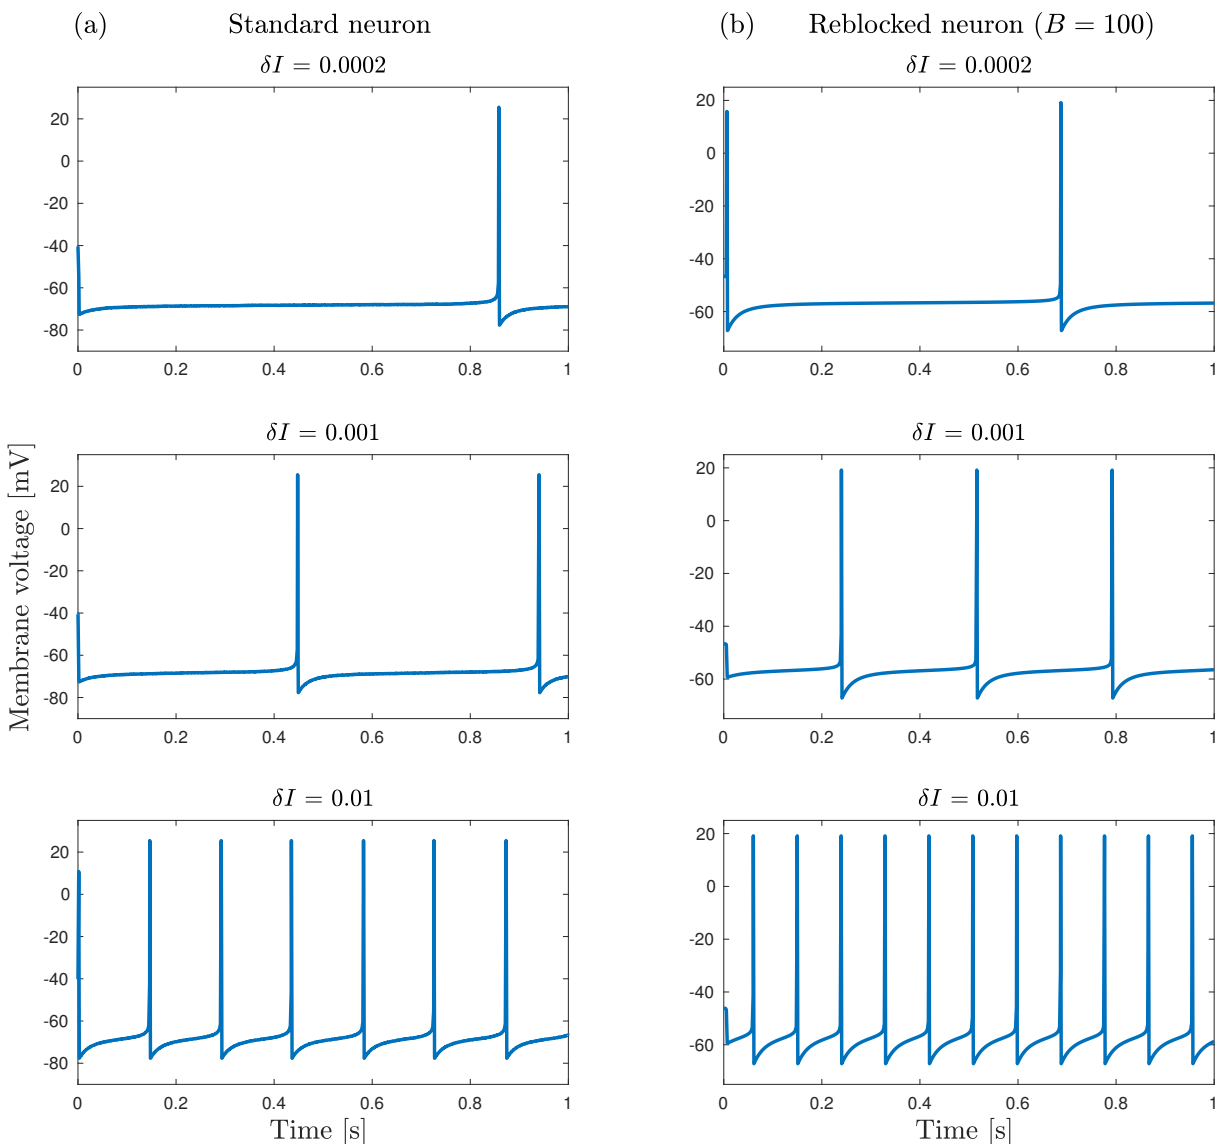 (a) Standard neuron
(b) Reblocked neuron (B = 100)
δI = 0.0002
20
0
-20
-40
-60
-80
0 0.2 0.4 0.6 0.8 1
δI = 0.0002
20
0
-20
-40
-60
0 0.2 0.4 0.6 0.8 1
Membrane voltage [mV]
δI = 0.001
20
0
-20
-40
-60
-80
0 0.2 0.4 0.6 0.8 1
δI = 0.001
20
0
-20
-40
-60
0 0.2 0.4 0.6 0.8 1
δI = 0.01
20
0
-20
-40
-60
-80
0 0.2 0.4 0.6 0.8 1
Time [s]
δI = 0.01
20
0
-20
-40
-60
0 0.2 0.4 0.6 0.8 1
Time [s]